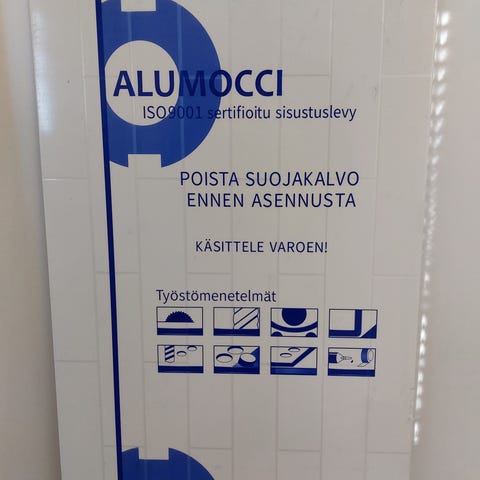 ALUMOCCI
ISO9001 sertifioitu sisustuslevy
POISTA SUOJAKALVO
ENNEN ASENNUSTA
KÄSITTELE VAROEN!
Työstömenetelmät